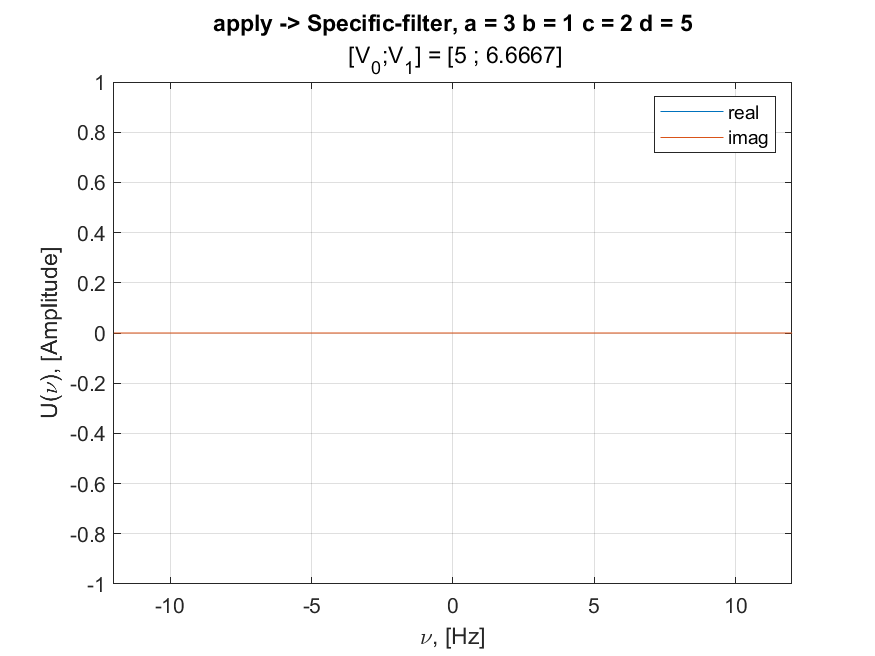 apply -> Specific-filter, a = 3 b = 1 c = 2 d = 5
[V0;V1] = [5 ; 6.6667]
real
imag
1
0.8
0.6
0.4
0.2
0
-0.2
-0.4
-0.6
-0.8
-1
U(ν), [Amplitude]
-10 -5 0 5 10
ν, [Hz]